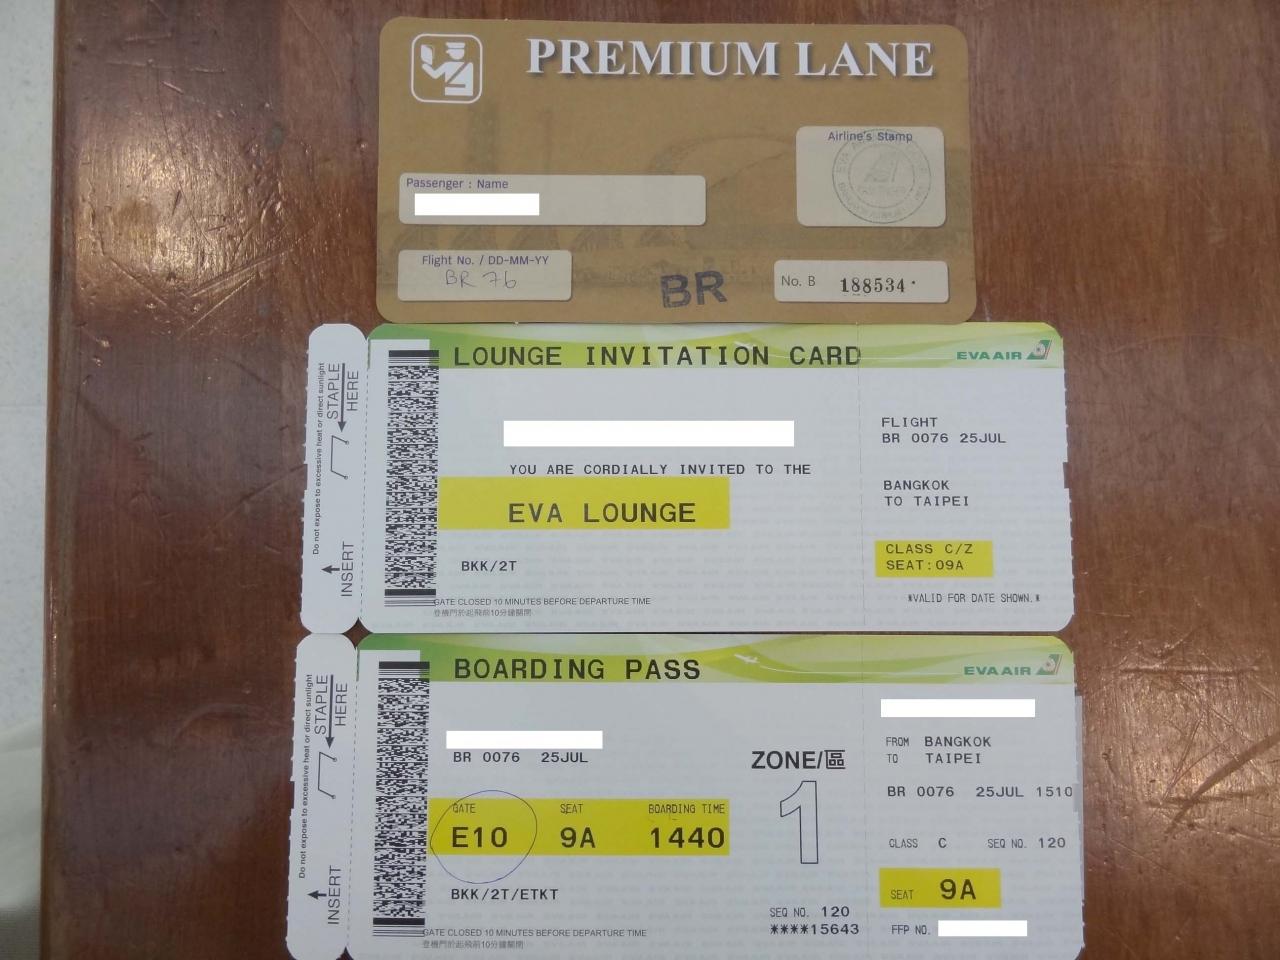 PREMIUM LANE
Airline's Stamp
Passenger : Name
Flight No. / DD-MM-YY
BR 76
BR
No. B 188534
LOUNGE INVITATION CARD
EVA AIR
Do not expose to excessive heat or direct sunlight
STAPLE
HERE
INSERT
YOU ARE CORDIALLY INVITED TO THE
EVA LOUNGE
BKK/2T
GATE CLOSED 10 MINUTES BEFORE DEPARTURE TIME
登機門於起飛前10分鐘關閉
FLIGHT
BR 0076 25JUL
BANGKOK
TO TAIPEI
CLASS C/Z
SEAT:09A
*VALID FOR DATE SHOWN.*
BOARDING PASS
EVA AIR
Do not expose to excessive heat or direct sunlight
STAPLE
HERE
INSERT
BR 0076 25JUL
GATE SEAT BOARDING TIME
E10 9A 1440
BKK/2T/ETKT
ZONE/區
1
SEQ NO. 120
****15643
GATE CLOSED 10 MINUTES BEFORE DEPARTURE TIME
登機門於起飛前10分鐘關閉
FROM BANGKOK
TO TAIPEI
BR 0076 25JUL 1510
CLASS C SEQ NO. 120
SEAT 9A
FFP NO.